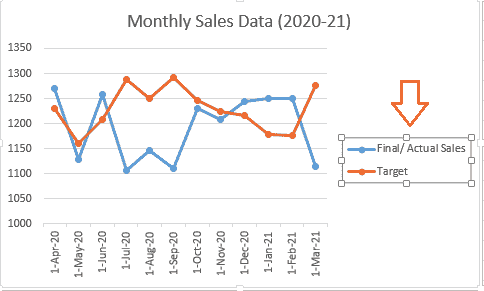 Monthly Sales Data (2020-21)
1350
1300
1250
1200
1150
1100
1050
1000
1-Apr-20
1-May-20
1-Jun-20
1-Jul-20
1-Aug-20
1-Sep-20
1-Oct-20
1-Nov-20
1-Dec-20
1-Jan-21
1-Feb-21
1-Mar-21
Final/ Actual Sales
Target